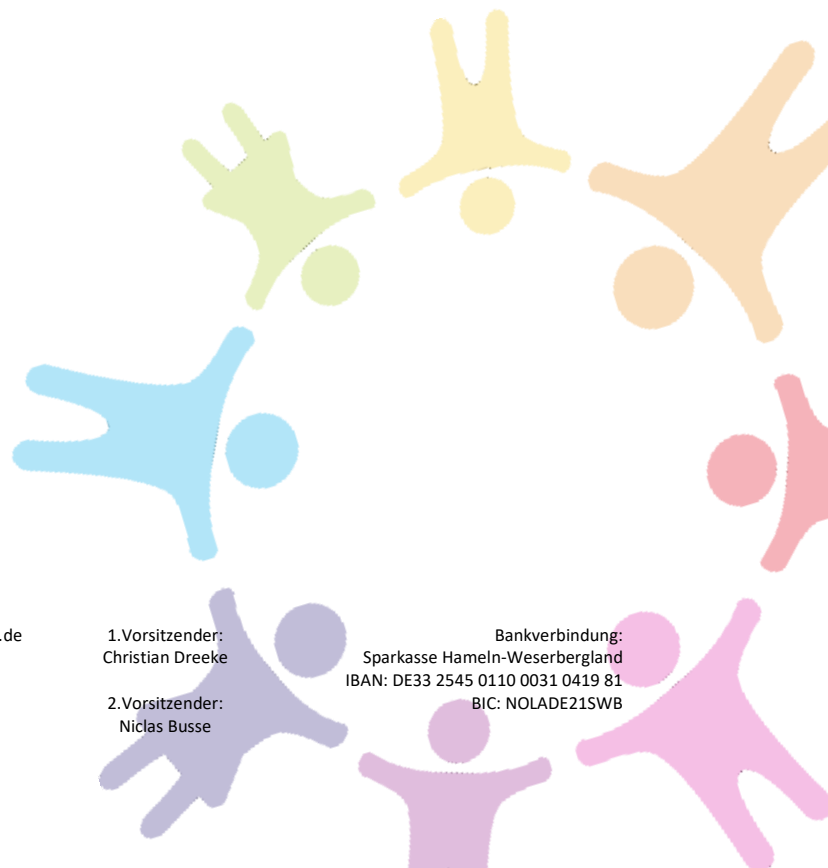 .de
1.Vorsitzender:
Christian Dreeke
2.Vorsitzender:
Niclas Busse
Bankverbindung:
Sparkasse Hameln-Weserbergland
IBAN: DE33 2545 0110 0031 0419 81
BIC: NOLADE21SWB